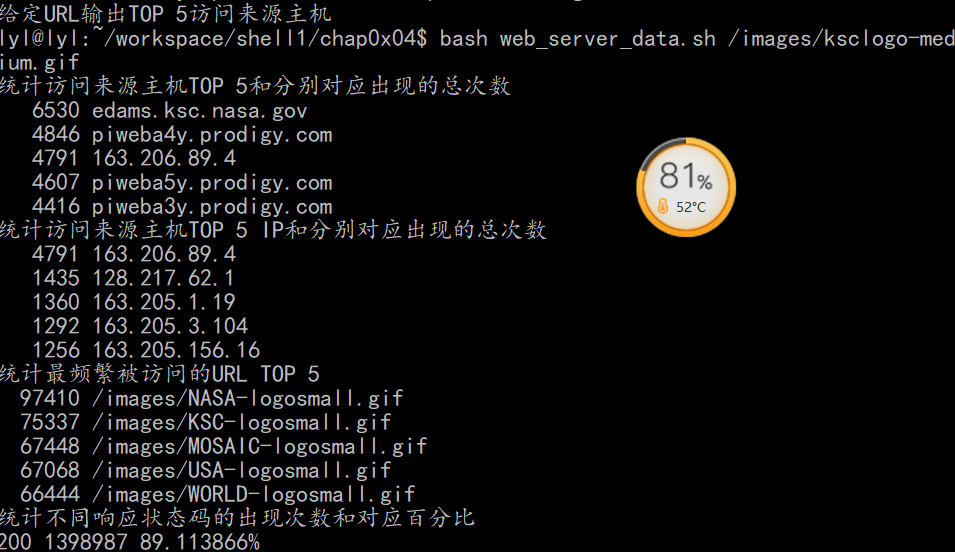 给定URL输出TOP 5访问来源主机
lyl@lyl:~/workspace/shell1/chap0x04$ bash web_server_data.sh /images/ksclogo-med
ium.gif
统计访问来源主机TOP 5和分别对应出现的总次数
6530 edams.ksc.nasa.gov
4846 piweba4y.prodigy.com
4791 163.206.89.4
4607 piweba5y.prodigy.com
4416 piweba3y.prodigy.com
统计访问来源主机TOP 5 IP和分别对应出现的总次数
4791 163.206.89.4
1435 128.217.62.1
1360 163.205.1.19
1292 163.205.3.104
1256 163.205.156.16
统计最频繁被访问的URL TOP 5
97410 /images/NASA-logosmall.gif
75337 /images/KSC-logosmall.gif
67448 /images/MOSAIC-logosmall.gif
67068 /images/USA-logosmall.gif
66444 /images/WORLD-logosmall.gif
统计不同响应状态码的出现次数和对应百分比
200 1398987 89.113866%
81%
52°C